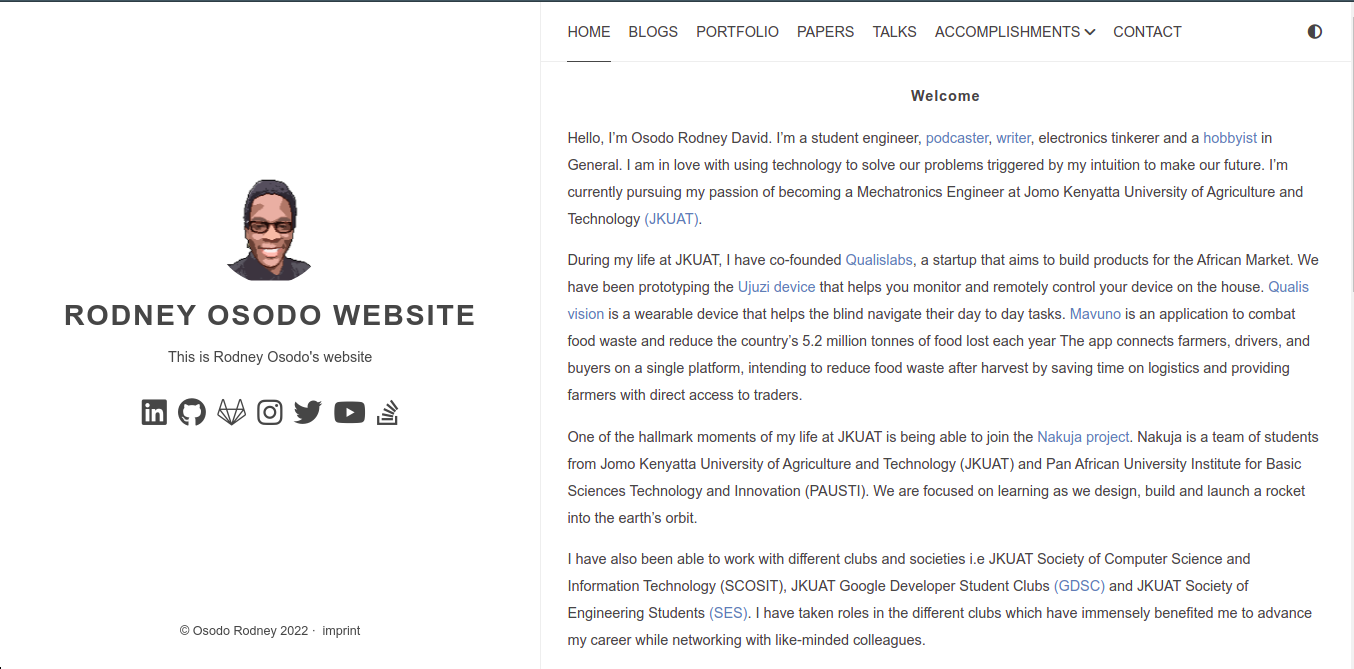 RODNEY OSODO WEBSITE
This is Rodney Osodo's website
© Osodo Rodney 2022 · imprint
HOME BLOGS PORTFOLIO PAPERS TALKS ACCOMPLISHMENTS CONTACT
Welcome
Hello, I’m Osodo Rodney David. I’m a student engineer, podcaster, writer, electronics tinkerer and a hobbyist in
General. I am in love with using technology to solve our problems triggered by my intuition to make our future. I’m
currently pursuing my passion of becoming a Mechatronics Engineer at Jomo Kenyatta University of Agriculture and
Technology (JKUAT).
During my life at JKUAT, I have co-founded Qualislabs, a startup that aims to build products for the African Market. We
have been prototyping the Ujuzi device that helps you monitor and remotely control your device on the house. Qualis
vision is a wearable device that helps the blind navigate their day to day tasks. Mavuno is an application to combat
food waste and reduce the country’s 5.2 million tonnes of food lost each year The app connects farmers, drivers, and
buyers on a single platform, intending to reduce food waste after harvest by saving time on logistics and providing
farmers with direct access to traders.
One of the hallmark moments of my life at JKUAT is being able to join the Nakuja project. Nakuja is a team of students
from Jomo Kenyatta University of Agriculture and Technology (JKUAT) and Pan African University Institute for Basic
Sciences Technology and Innovation (PAUSTI). We are focused on learning as we design, build and launch a rocket
into the earth’s orbit.
I have also been able to work with different clubs and societies i.e JKUAT Society of Computer Science and
Information Technology (SCOSIT), JKUAT Google Developer Student Clubs (GDSC) and JKUAT Society of
Engineering Students (SES). I have taken roles in the different clubs which have immensely benefited me to advance
my career while networking with like-minded colleagues.